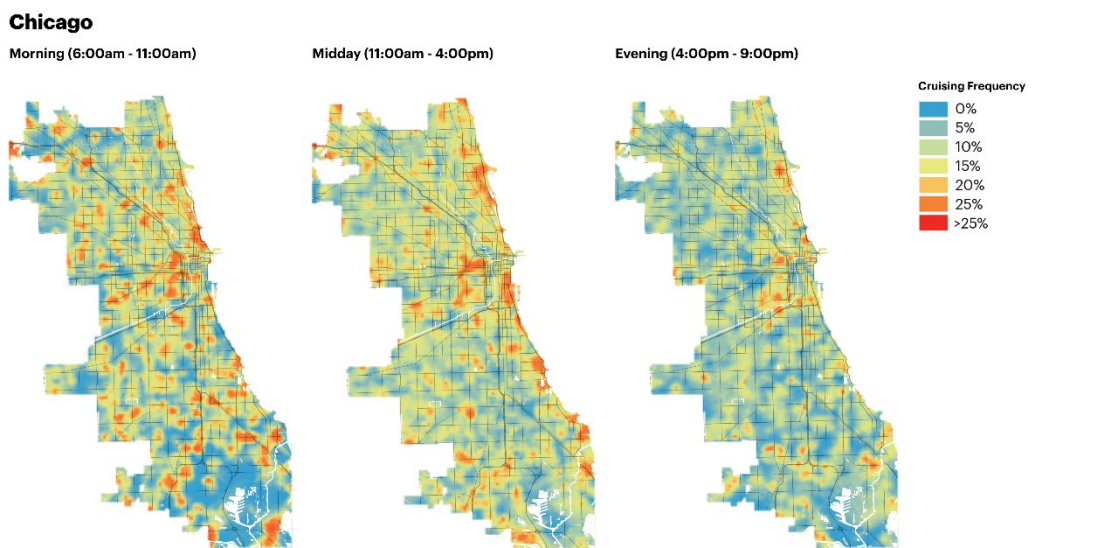 Chicago
Morning (6:00am - 11:00am)
Midday (11:00am - 4:00pm)
Evening (4:00pm - 9:00pm)
Cruising Frequency
0%
5%
10%
15%
20%
25%
>25%